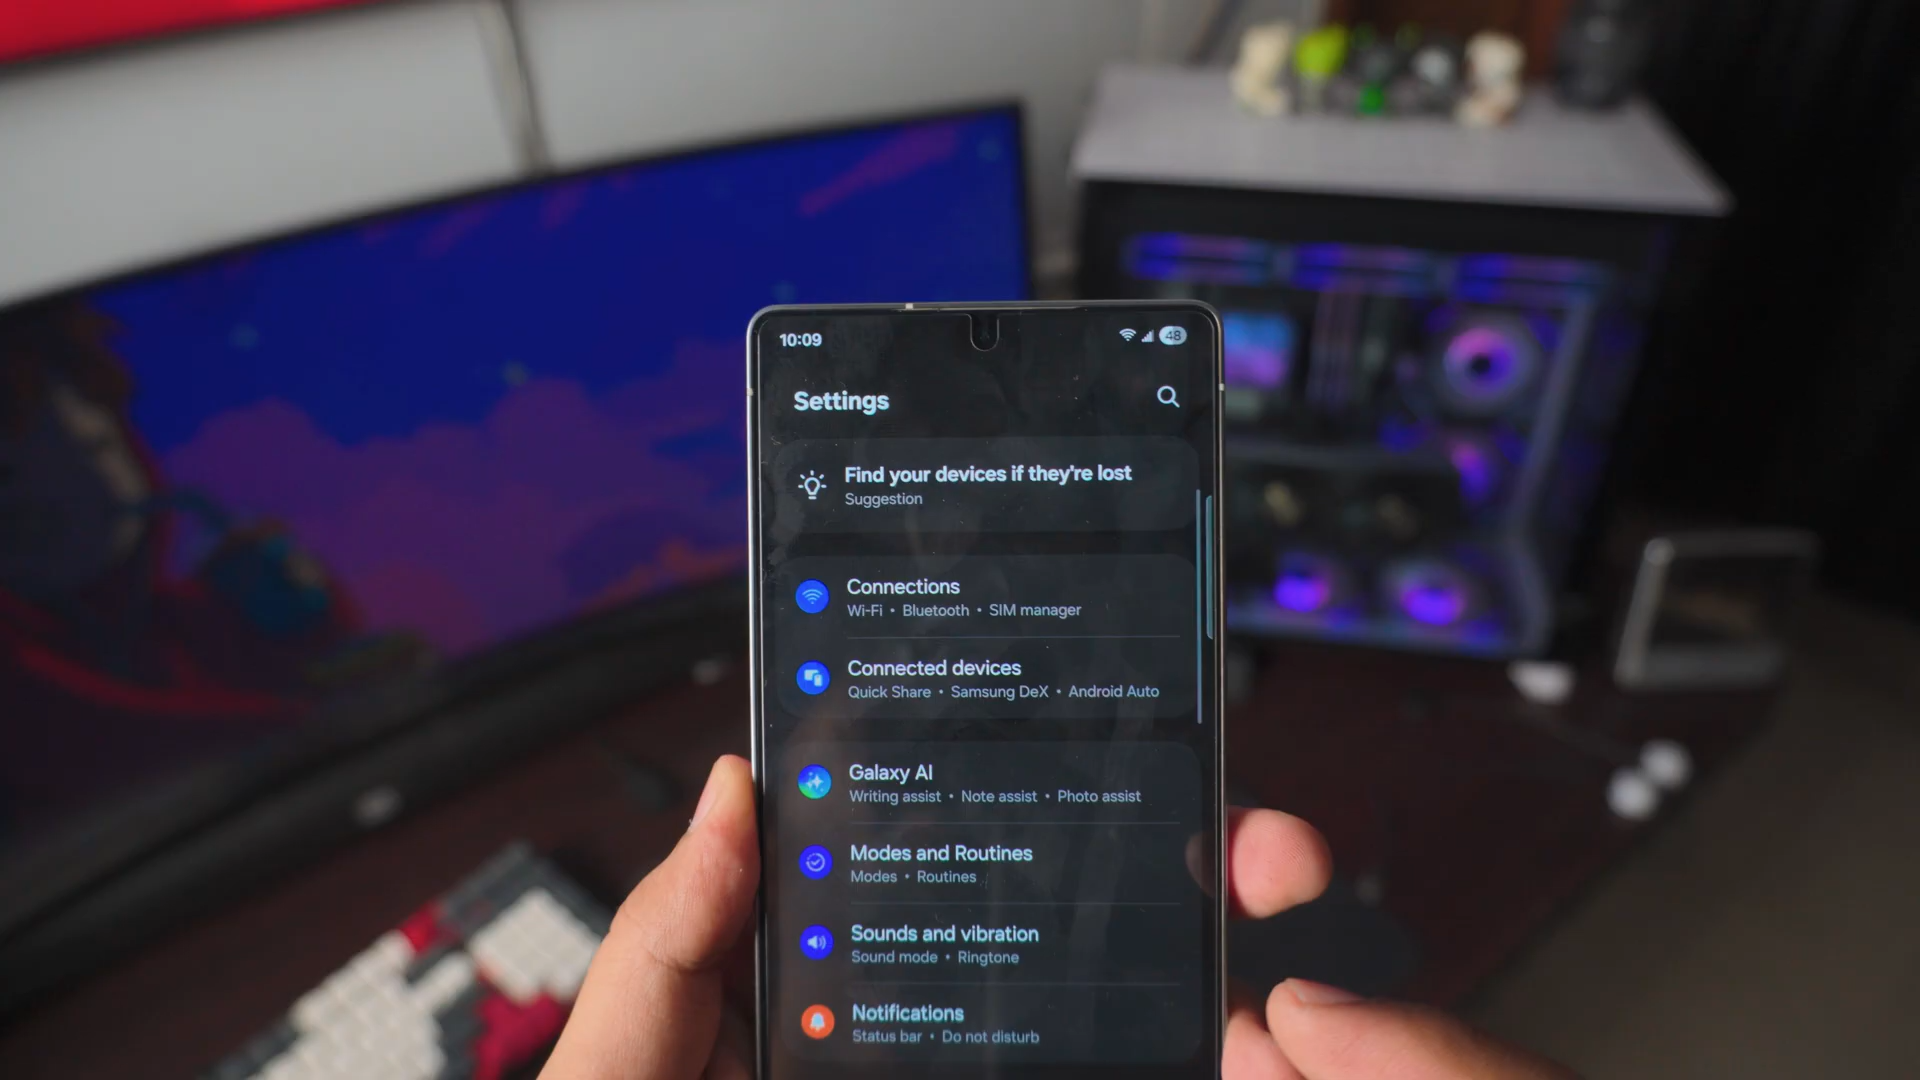 10:09
48
Settings
Find your devices if they're lost
Suggestion
Connections
Wi-Fi • Bluetooth • SIM manager
Connected devices
Quick Share • Samsung DeX • Android Auto
Galaxy AI
Writing assist • Note assist • Photo assist
Modes and Routines
Modes • Routines
Sounds and vibration
Sound mode • Ringtone
Notifications
Status bar • Do not disturb